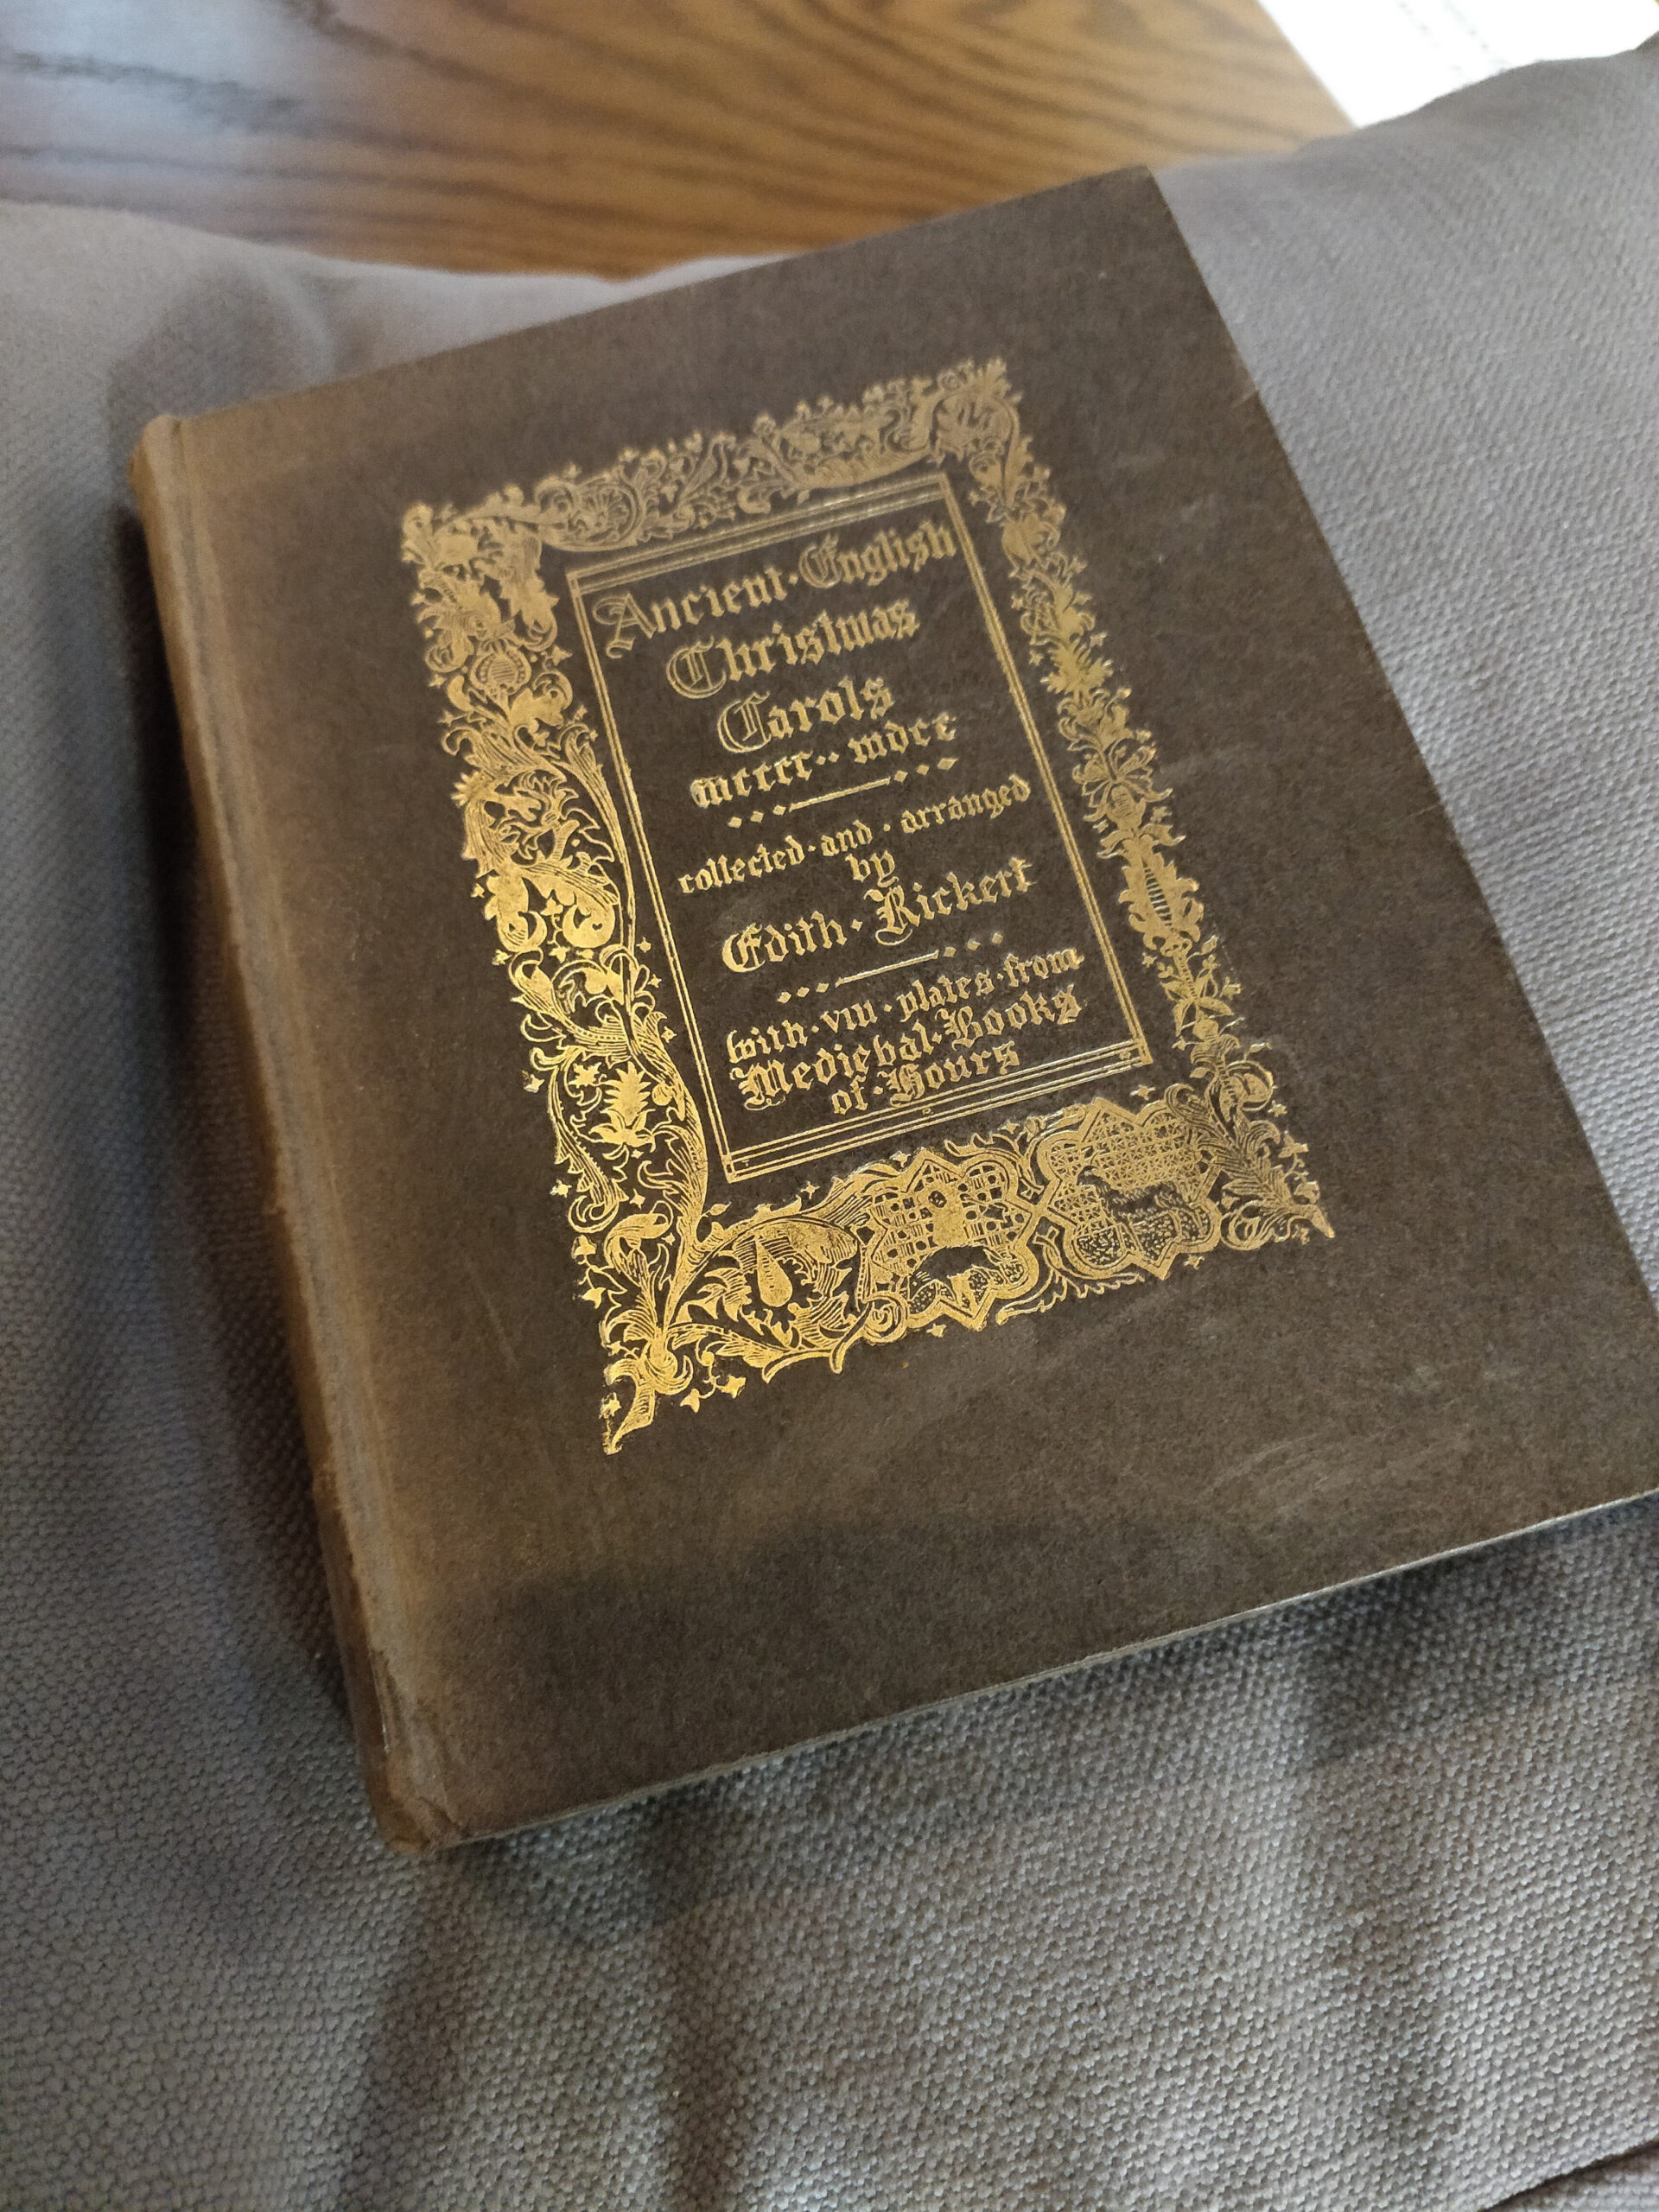 Ancient·English
Christmas
Carols
mcccc··mdcc
collected·and·arranged
by
Edith·Rickert
with·viii·plates·from
Medieval·Books
of·Hours